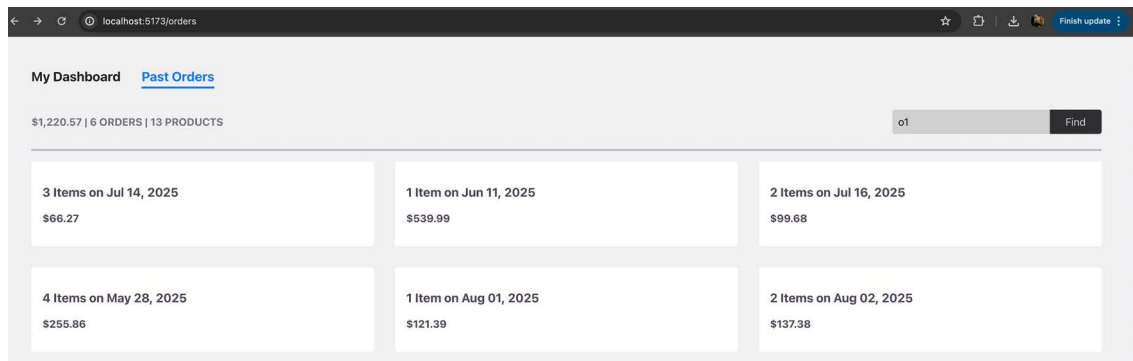 localhost:5173/orders
Finish update
My Dashboard Past Orders
$1,220.57 | 6 ORDERS | 13 PRODUCTS
o1
Find
3 Items on Jul 14, 2025
$66.27
1 Item on Jun 11, 2025
$539.99
2 Items on Jul 16, 2025
$99.68
4 Items on May 28, 2025
$255.86
1 Item on Aug 01, 2025
$121.39
2 Items on Aug 02, 2025
$137.38